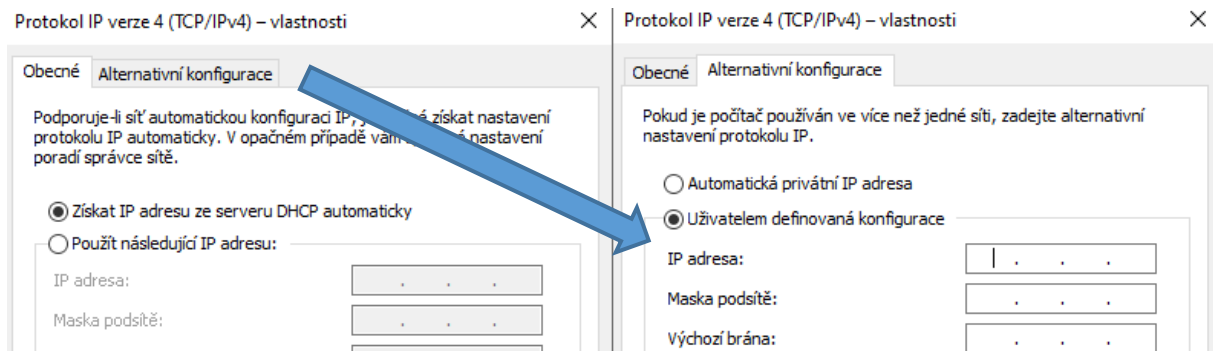 Protokol IP verze 4 (TCP/IPv4) – vlastnosti
Obecné Alternativní konfigurace
Podporuje-li síť automatickou konfiguraci IP, získat nastavení
protokolu IP automaticky. V opačném případě nastavení
poradí správce sítě.
Získat IP adresu ze serveru DHCP automaticky
Použít následující IP adresu:
IP adresa:
Maska podsítě:
Protokol IP verze 4 (TCP/IPv4) – vlastnosti
Obecné Alternativní konfigurace
Pokud je počítač používán ve více než jedné síti, zadejte alternativní
nastavení protokolu IP.
Automatická privátní IP adresa
Uživatelem definovaná konfigurace
IP adresa:
Maska podsítě:
Výchozí brána: